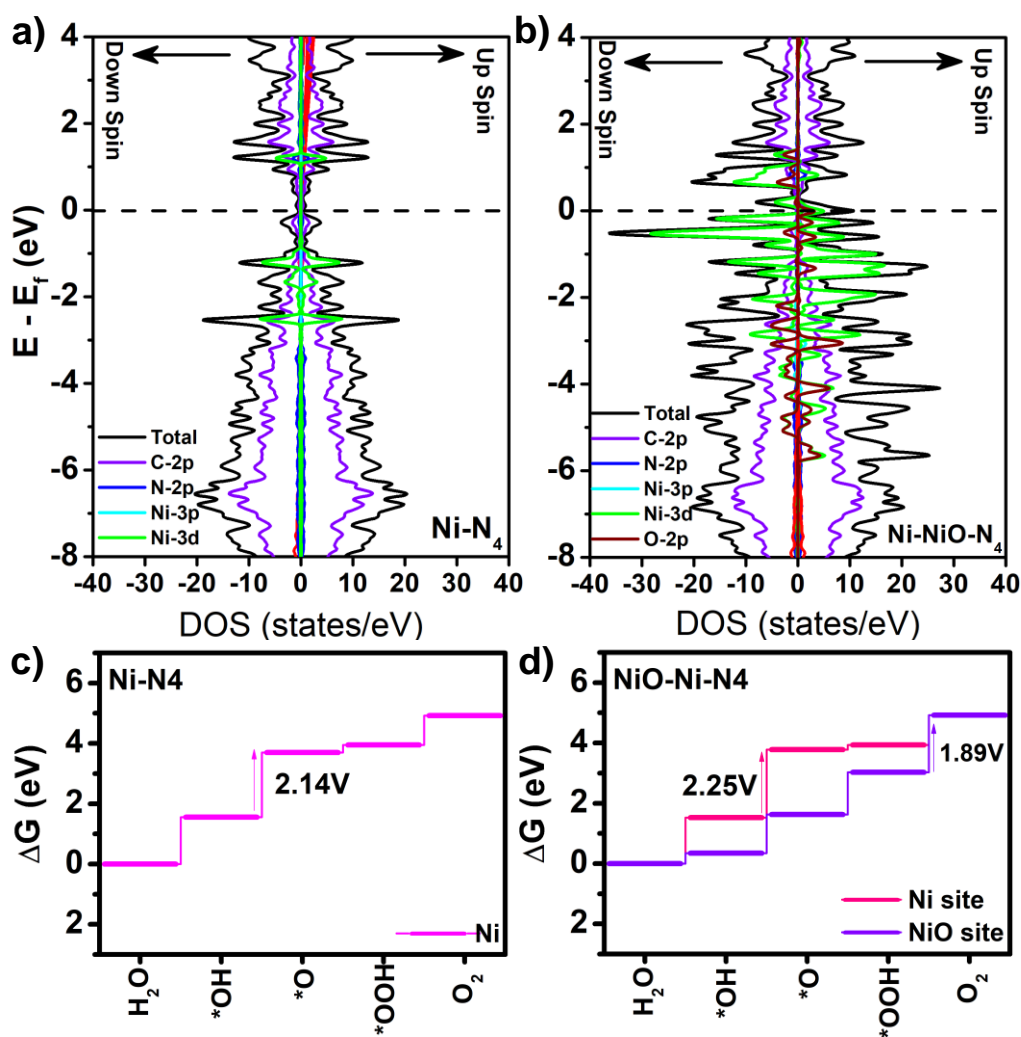 a)
Down Spin
Up Spin
4
2
0
-2
-4
-6
-8
E - E_f (eV)
Total
C-2p
N-2p
Ni-3p
Ni-3d
Ni-N₄
-40 -30 -20 -10 0 10 20 30 40
DOS (states/eV)
b)
Down Spin
Up Spin
Total
C-2p
N-2p
Ni-3p
Ni-3d
O-2p
Ni-NiO-N₄
-40 -30 -20 -10 0 10 20 30 40
DOS (states/eV)
c)
Ni-N4
6
4
2
0
2
ΔG (eV)
2.14V
Ni
H₂O
*OH
*O
*OOH
O₂
d)
NiO-Ni-N4
6
4
2
0
2
ΔG (eV)
2.25V
1.89V
Ni site
NiO site
H₂O
*OH
*O
*OOH
O₂